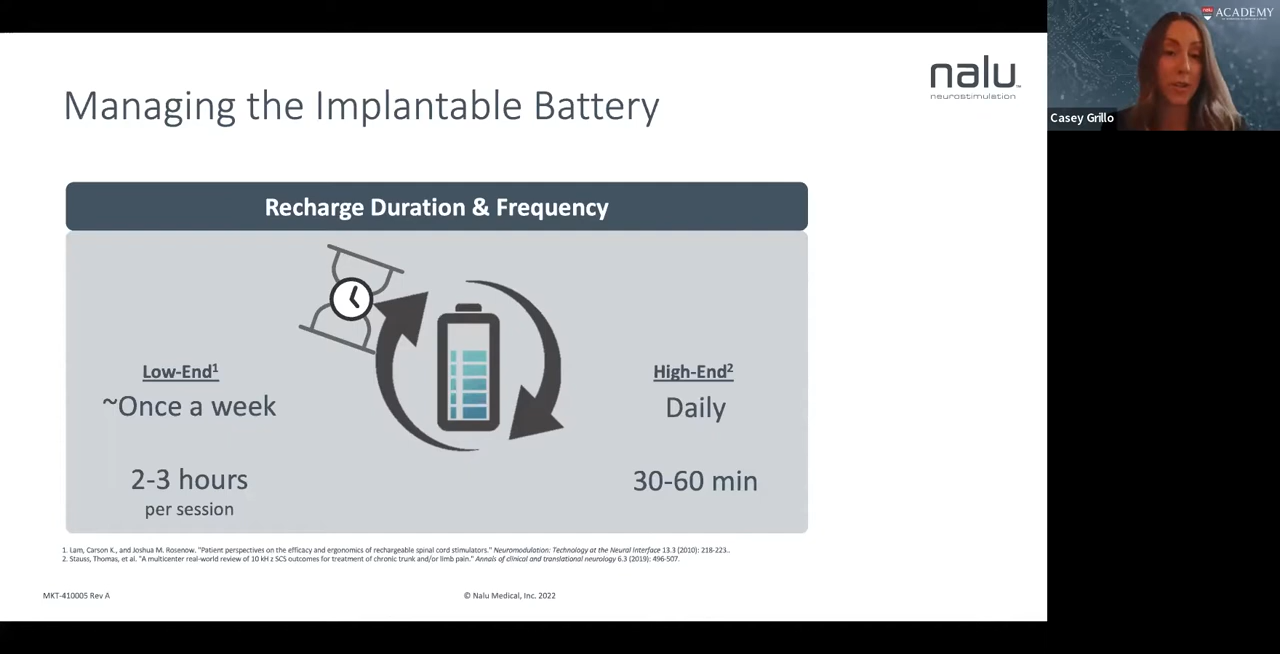 Managing the Implantable Battery
nalu™
neurostimulation
nalu ACADEMY
Casey Grillo
Recharge Duration & Frequency
Low-End1
~Once a week
2-3 hours
per session
High-End2
Daily
30-60 min
1. Lam, Carson K., and Joshua M. Rosenow. "Patient perspectives on the efficacy and ergonomics of rechargeable spinal cord stimulators." Neuromodulation: Technology at the Neural Interface 13.3 (2010): 218-223..
2. Stauss, Thomas, et al. "A multicenter real-world review of 10 kH z SCS outcomes for treatment of chronic trunk and/or limb pain." Annals of clinical and translational neurology 6.3 (2019): 496-507.
MKT-410005 Rev A
© Nalu Medical, Inc. 2022